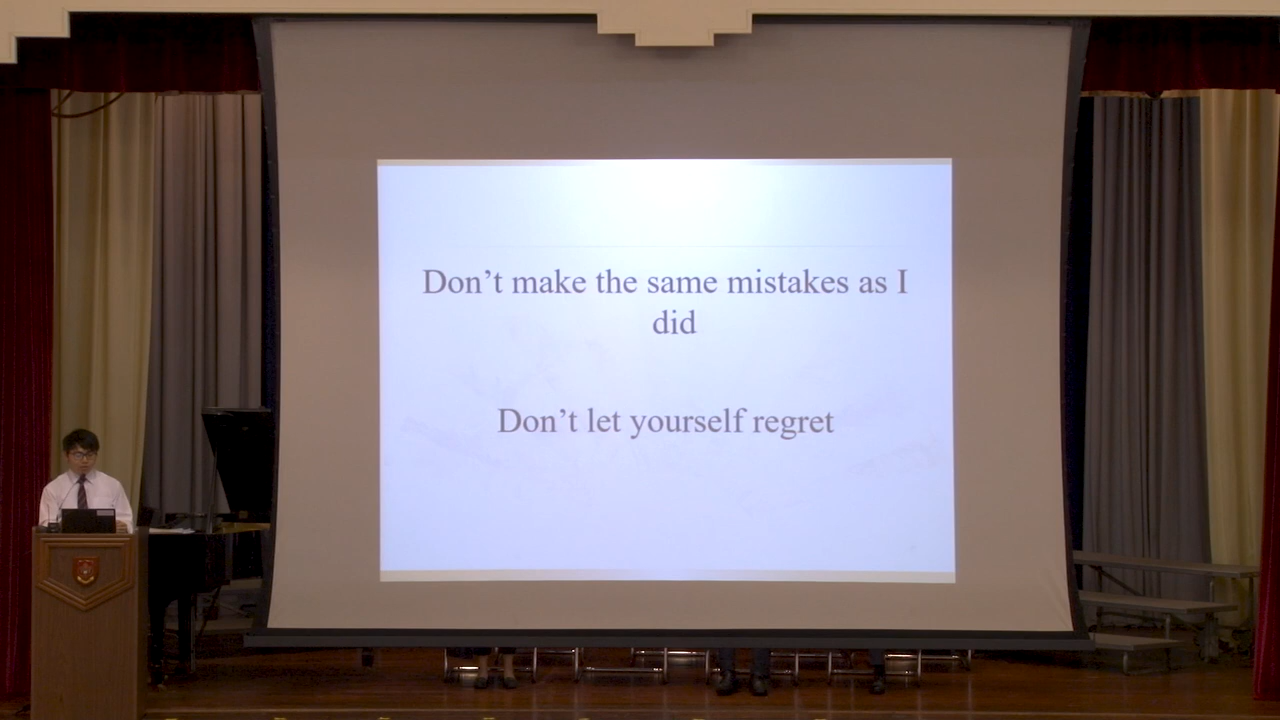 Don’t make the same mistakes as I
did
Don’t let yourself regret